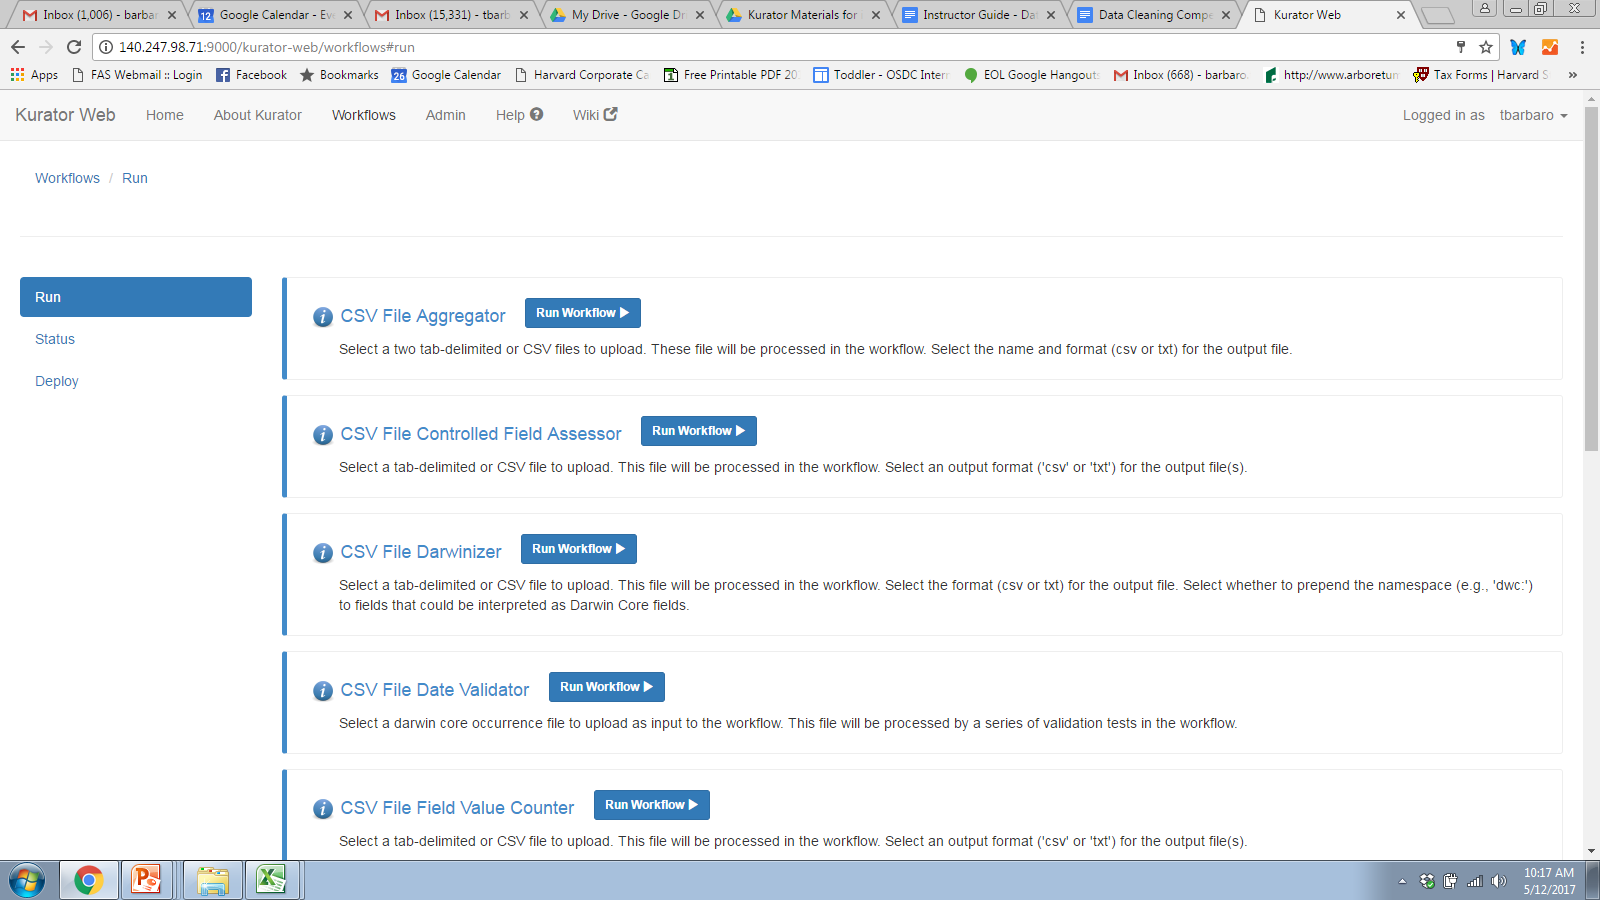 Inbox (1,006) - barbar
Google Calendar - Eve
Inbox (15,331) - tbarb
My Drive - Google Dr
Kurator Materials for
Instructor Guide - Da
Data Cleaning Compe
Kurator Web
140.247.98.71:9000/kurator-web/workflows#run
Apps
FAS Webmail :: Login
Facebook
Bookmarks
26 Google Calendar
Harvard Corporate Ca
Free Printable PDF 20
Toddler - OSDC Intern
EOL Google Hangout
Inbox (668) - barbaro
http://www.arboretum
Tax Forms | Harvard S
»
Kurator Web
Home
About Kurator
Workflows
Admin
Help
Wiki
Logged in as tbarbaro
Workflows / Run
Run
Status
Deploy
CSV File Aggregator
Run Workflow
Select a two tab-delimited or CSV files to upload. These file will be processed in the workflow. Select the name and format (csv or txt) for the output file.
CSV File Controlled Field Assessor
Run Workflow
Select a tab-delimited or CSV file to upload. This file will be processed in the workflow. Select an output format ('csv' or 'txt') for the output file(s).
CSV File Darwinizer
Run Workflow
Select a tab-delimited or CSV file to upload. This file will be processed in the workflow. Select the format (csv or txt) for the output file. Select whether to prepend the namespace (e.g., 'dwc:')
to fields that could be interpreted as Darwin Core fields.
CSV File Date Validator
Run Workflow
Select a darwin core occurrence file to upload as input to the workflow. This file will be processed by a series of validation tests in the workflow.
CSV File Field Value Counter
Run Workflow
Select a tab-delimited or CSV file to upload. This file will be processed in the workflow. Select an output format ('csv' or 'txt') for the output file(s).
10:17 AM
5/12/2017